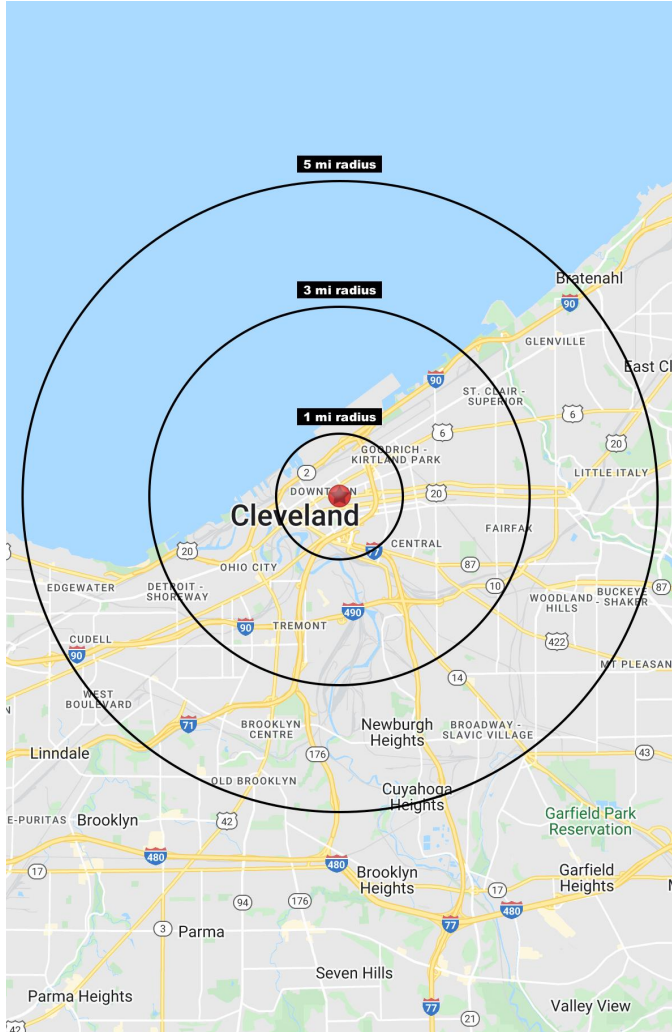 5 mi radius
Bratenahl
3 mi radius
90
GLENVILLE
East Cl
90
ST. CLAIR -
SUPERIOR
1 mi radius
6
6
GOODRICH -
KIRTLAND PARK
20
2
LITTLE ITALY
DOWNTOWN
20
Cleveland
FAIRFAX
CENTRAL
20
77
OHIO CITY
87
EDGEWATER
DETROIT -
SHOREWAY
10
87
WOODLAND
HILLS
BUCKEYE
- SHAKER
490
90
TREMONT
CUDELL
422
90
MT PLEASAN
14
WEST
BOULEVARD
71
BROOKLYN
CENTRE
Newburgh
Heights
BROADWAY -
SLAVIC VILLAGE
Linndale
176
43
OLD BROOKLYN
Cuyahoga
Heights
E-PURITAS
Brooklyn
42
Garfield Park
Reservation
480
480
17
Brooklyn
Heights
Garfield
Heights
17
94
176
480
3
Parma
77
Seven Hills
Parma Heights
77
Valley View
21
42